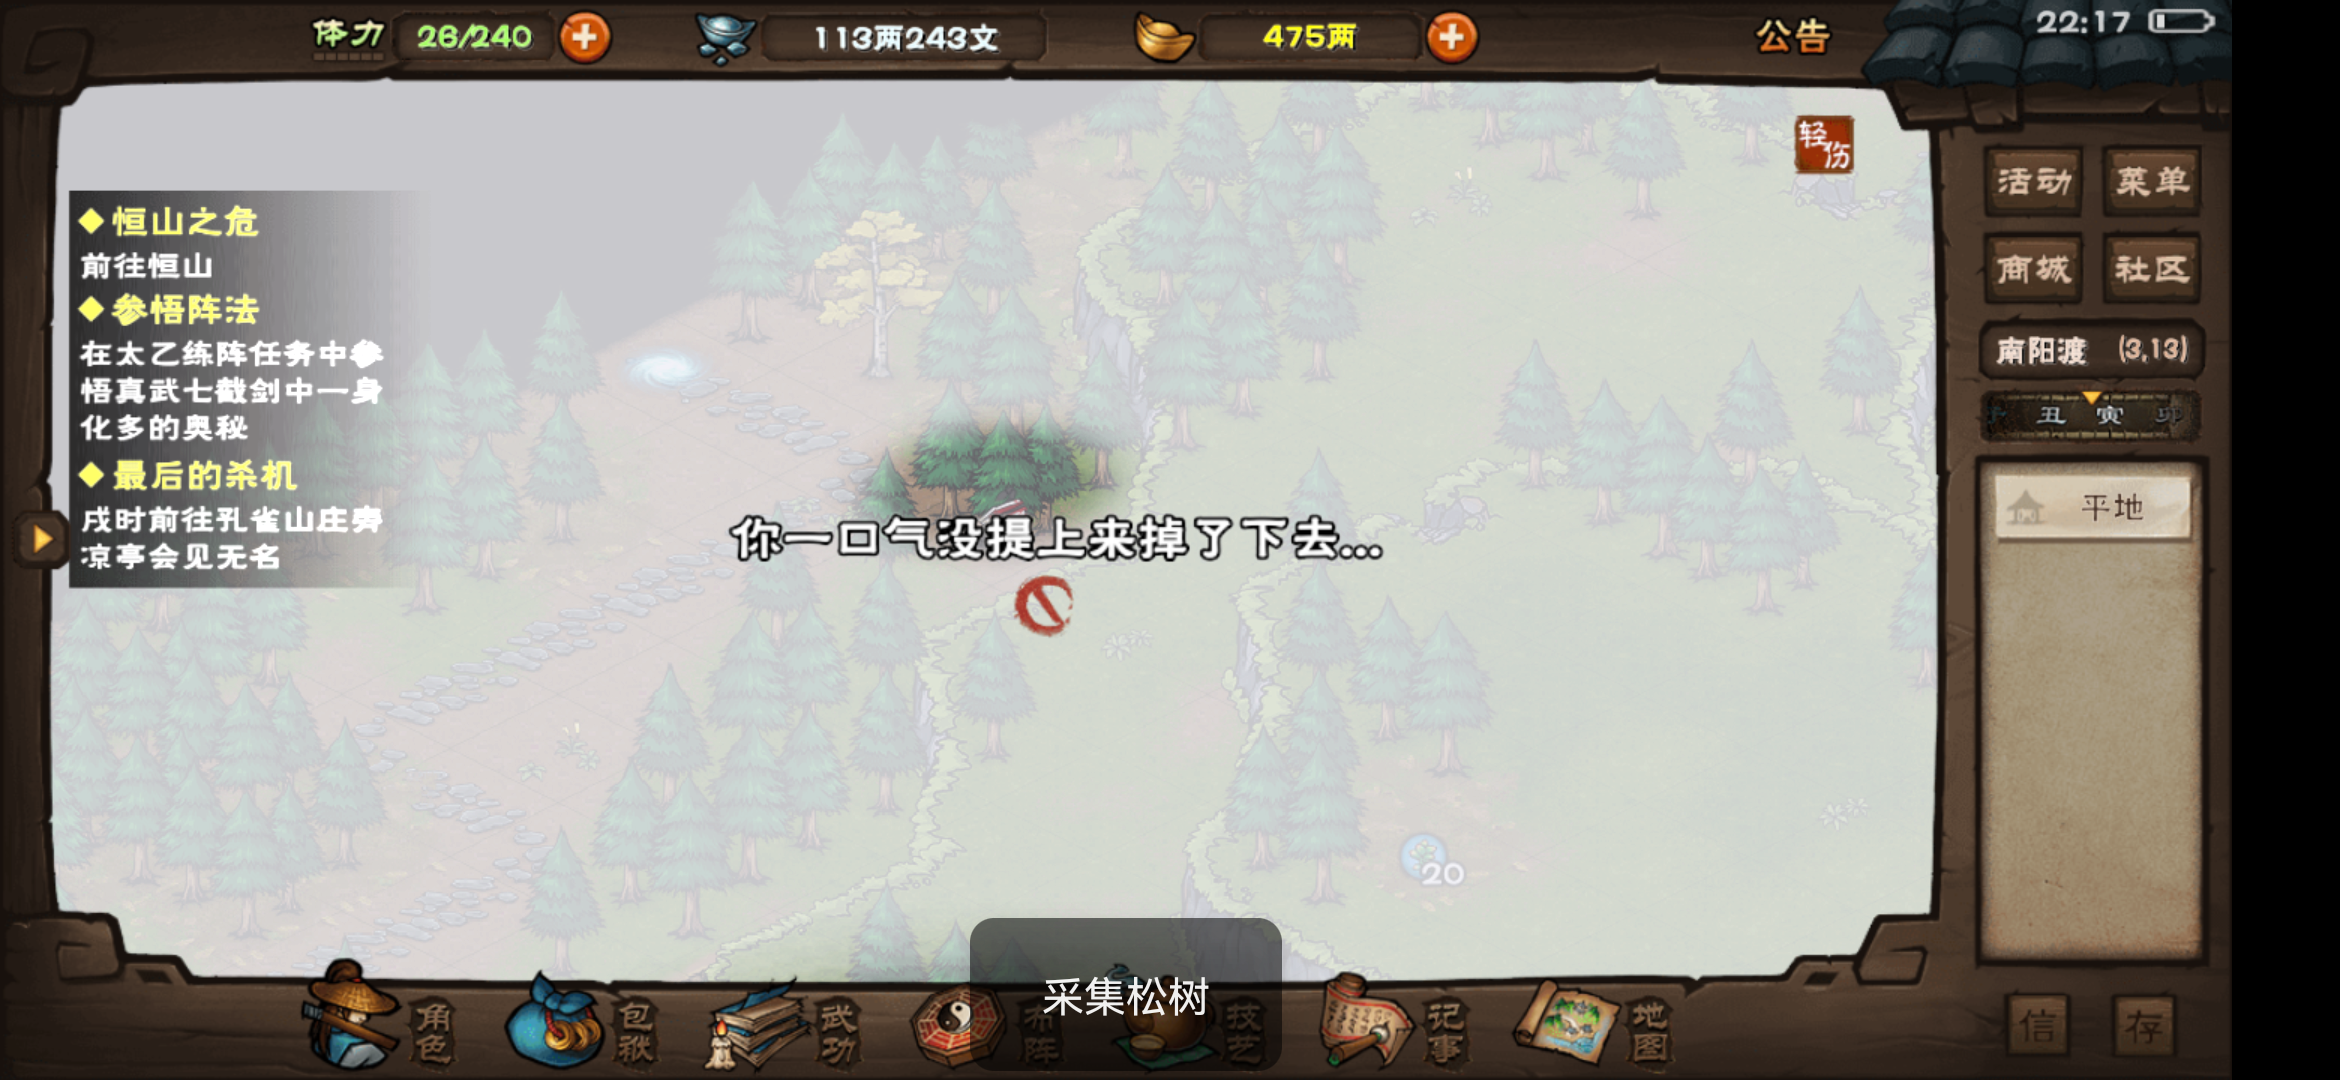 体力 26/240 113两243文 475两 公告 22:17
轻伤
活动 菜单
商城 社区
南阳渡 (3,13)
子 丑 寅 卯
平地
◆恒山之危
前往恒山
◆参悟阵法
在太乙练阵任务中参
悟真武七截剑中一身
化多的奥秘
◆最后的杀机
戌时前往孔雀山庄旁
凉亭会见无名
你一口气没提上来掉了下去...
20
采集松树
角色 包袱 武功 布阵 技艺 记事 地图 信 存